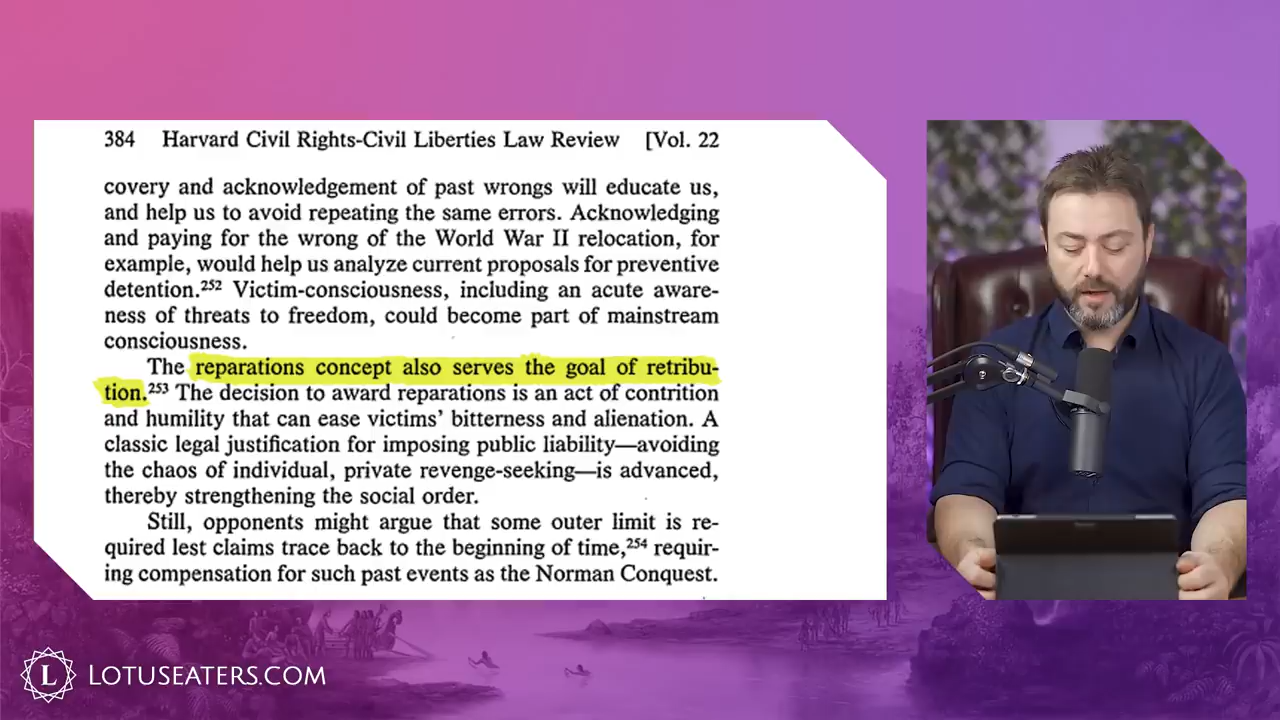 384 Harvard Civil Rights-Civil Liberties Law Review [Vol. 22
covery and acknowledgement of past wrongs will educate us,
and help us to avoid repeating the same errors. Acknowledging
and paying for the wrong of the World War II relocation, for
example, would help us analyze current proposals for preventive
detention.252 Victim-consciousness, including an acute aware-
ness of threats to freedom, could become part of mainstream
consciousness.
The reparations concept also serves the goal of retribu-
tion.253 The decision to award reparations is an act of contrition
and humility that can ease victims' bitterness and alienation. A
classic legal justification for imposing public liability—avoiding
the chaos of individual, private revenge-seeking—is advanced,
thereby strengthening the social order.
Still, opponents might argue that some outer limit is re-
quired lest claims trace back to the beginning of time,254 requir-
ing compensation for such past events as the Norman Conquest.
L LOTUSEATERS.COM